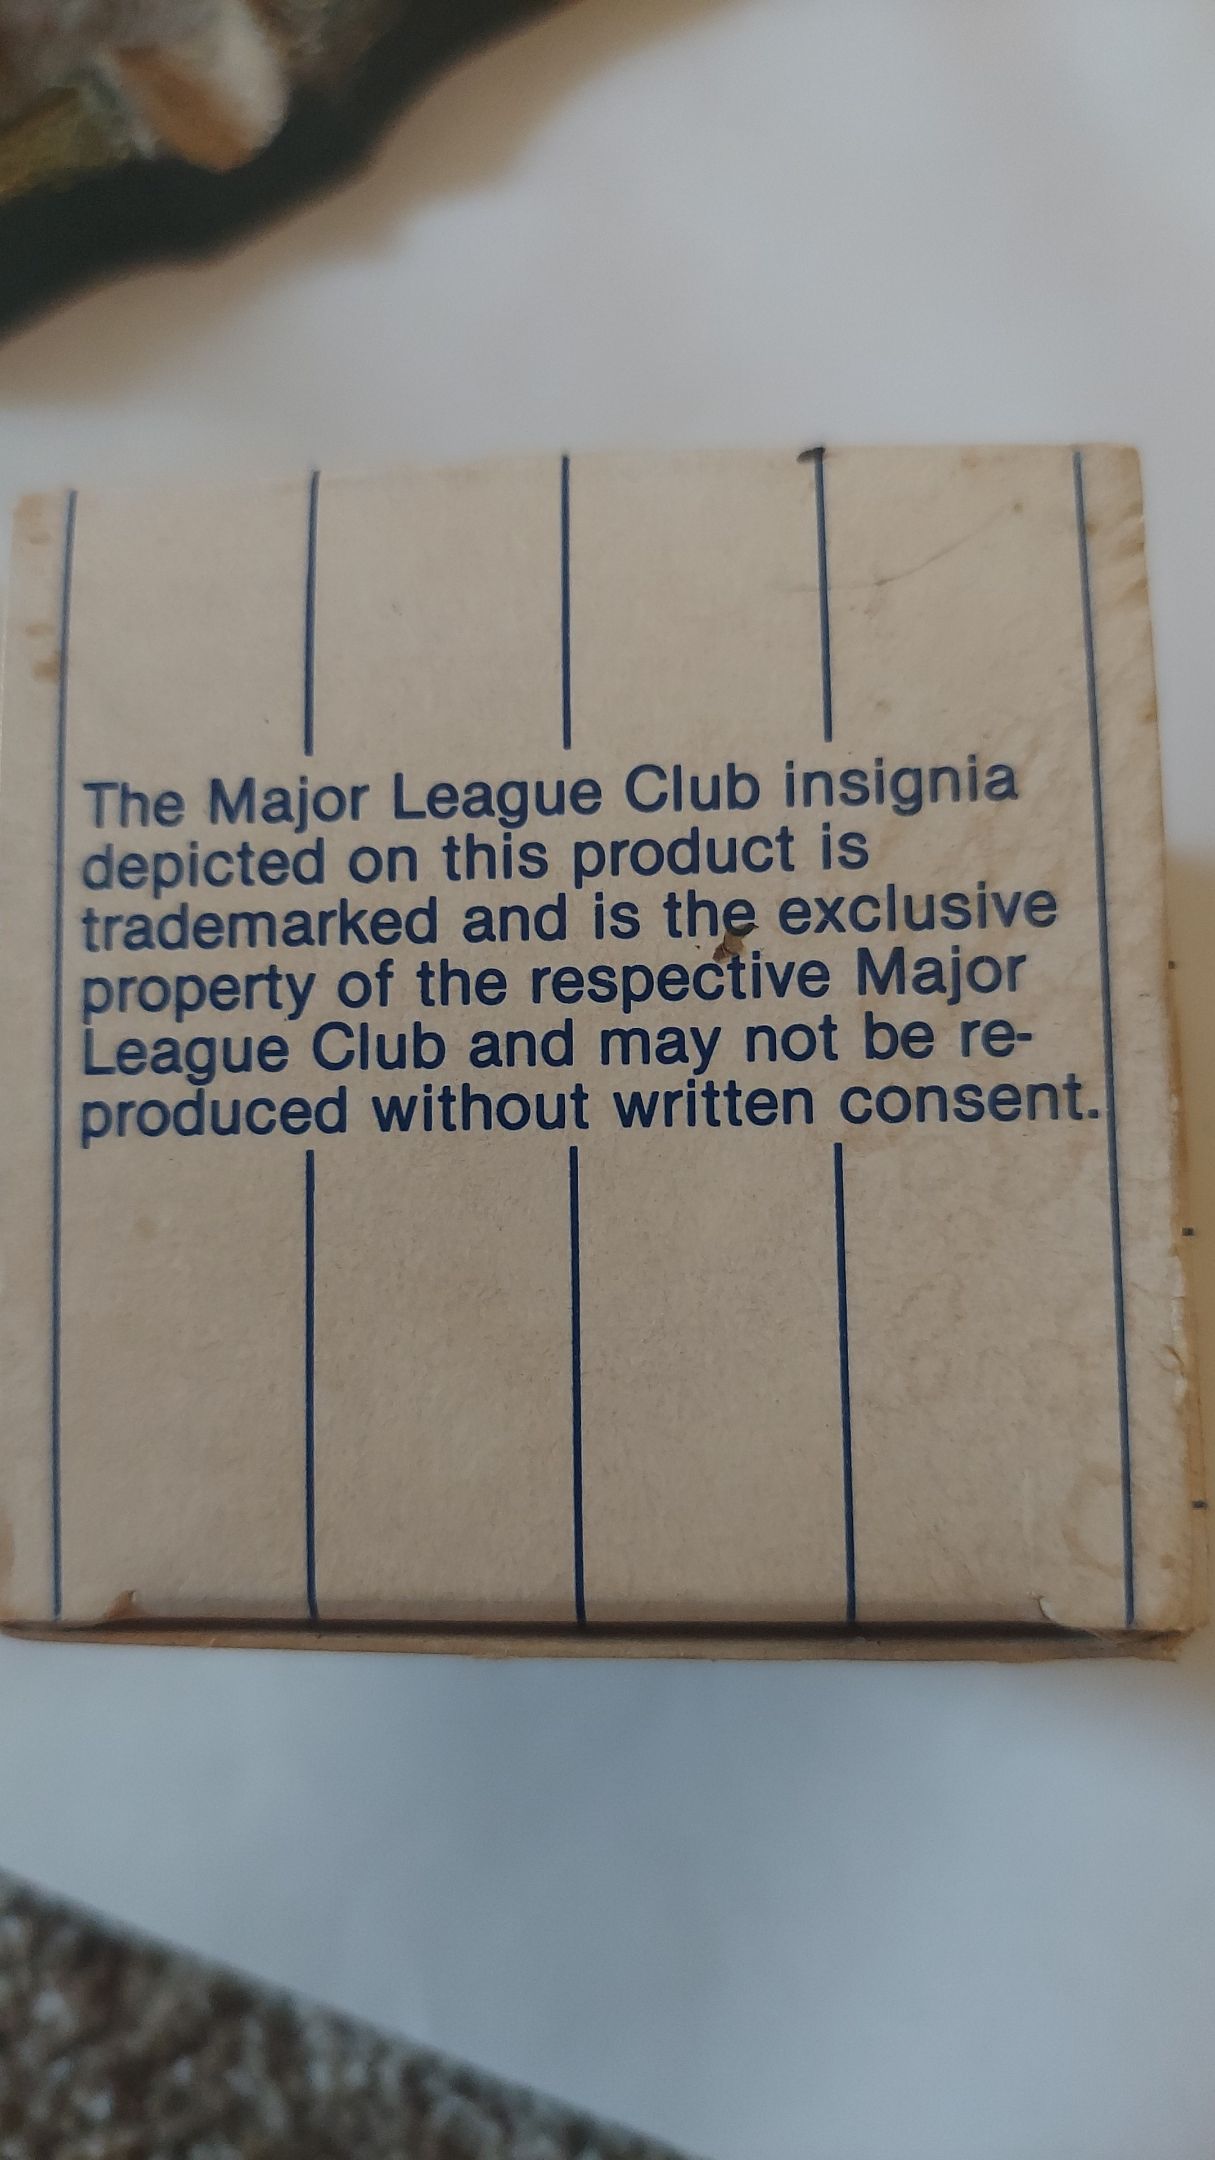 The Major League Club insignia
depicted on this product is
trademarked and is the exclusive
property of the respective Major
League Club and may not be re-
produced without written consent.